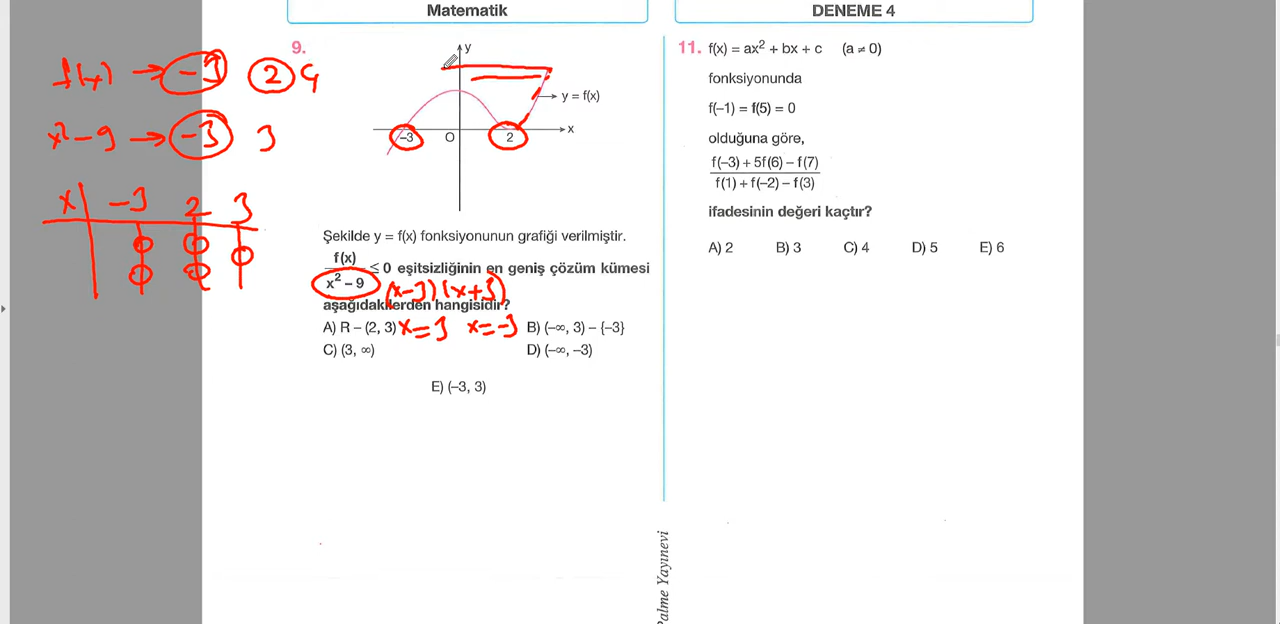 Matematik
DENEME 4
9.
y
y = f(x)
x
-3
O
2
Şekilde y = f(x) fonksiyonunun grafiği verilmiştir.
f(x)
x² – 9
≤ 0 eşitsizliğinin en geniş çözüm kümesi
(x-3)(x+3)
aşağıdakilerden hangisidir?
A) R – (2, 3)
x=3 x=-3
B) (–∞, 3) – {–3}
C) (3, ∞)
D) (–∞, –3)
E) (–3, 3)
f(x) → -3 2 Ç
x²-9 → -3 3
x -3 2 3
11. f(x) = ax² + bx + c (a ≠ 0)
fonksiyonunda
f(–1) = f(5) = 0
olduğuna göre,
f(–3) + 5f(6) – f(7)
f(1) + f(–2) – f(3)
ifadesinin değeri kaçtır?
A) 2 B) 3 C) 4 D) 5 E) 6
Palme Yayınevi